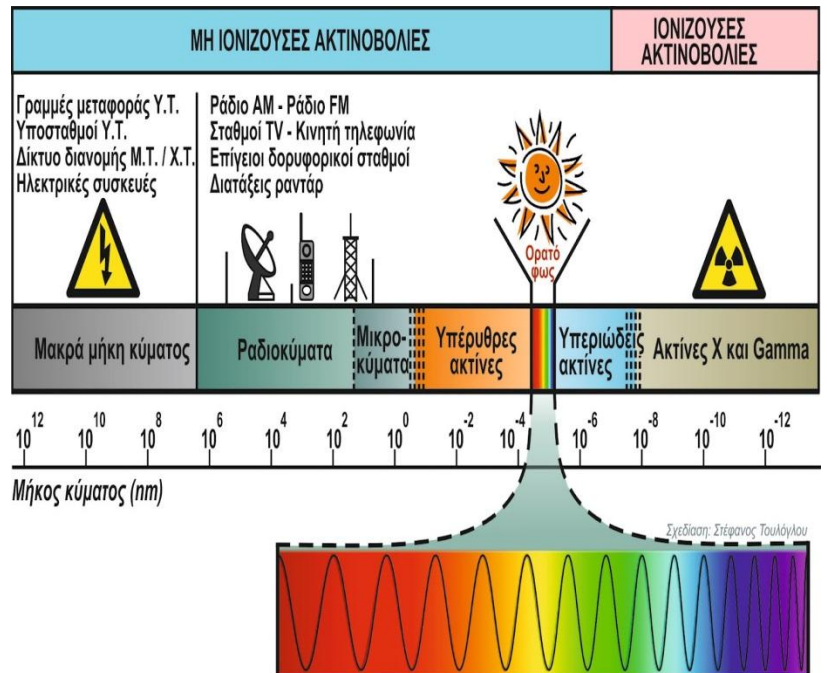 ΜΗ ΙΟΝΙΖΟΥΣΕΣ ΑΚΤΙΝΟΒΟΛΙΕΣ
ΙΟΝΙΖΟΥΣΕΣ
ΑΚΤΙΝΟΒΟΛΙΕΣ
Γραμμές μεταφοράς Υ.Τ.
Υποσταθμοί Υ.Τ.
Δίκτυο διανομής Μ.Τ. / Χ.Τ.
Ηλεκτρικές συσκευές
Ράδιο AM - Ράδιο FM
Σταθμοί TV - Κινητή τηλεφωνία
Επίγειοι δορυφορικοί σταθμοί
Διατάξεις ραντάρ
Ορατό
φως
Μακρά μήκη κύματος
Ραδιοκύματα
Μικρο-
κύματα
Υπέρυθρες
ακτίνες
Υπεριώδεις
ακτίνες
Ακτίνες Χ και Gamma
10^12 10^10 10^8 10^6 10^4 10^2 10^0 10^-2 10^-4 10^-6 10^-8 10^-10 10^-12
Μήκος κύματος (nm)
Σχεδίαση: Στέφανος Τουλόγλου